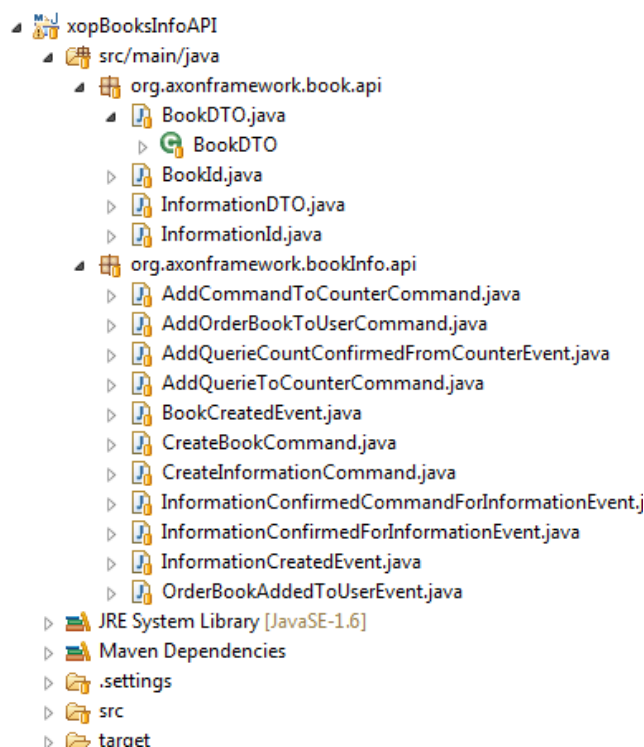 xopBooksInfoAPI
src/main/java
org.axonframework.book.api
BookDTO.java
BookDTO
BookId.java
InformationDTO.java
InformationId.java
org.axonframework.bookInfo.api
AddCommandToCounterCommand.java
AddOrderBookToUserCommand.java
AddQuerieCountConfirmedFromCounterEvent.java
AddQuerieToCounterCommand.java
BookCreatedEvent.java
CreateBookCommand.java
CreateInformationCommand.java
InformationConfirmedCommandForInformationEvent.j
InformationConfirmedForInformationEvent.java
InformationCreatedEvent.java
OrderBookAddedToUserEvent.java
JRE System Library [JavaSE-1.6]
Maven Dependencies
.settings
src
target